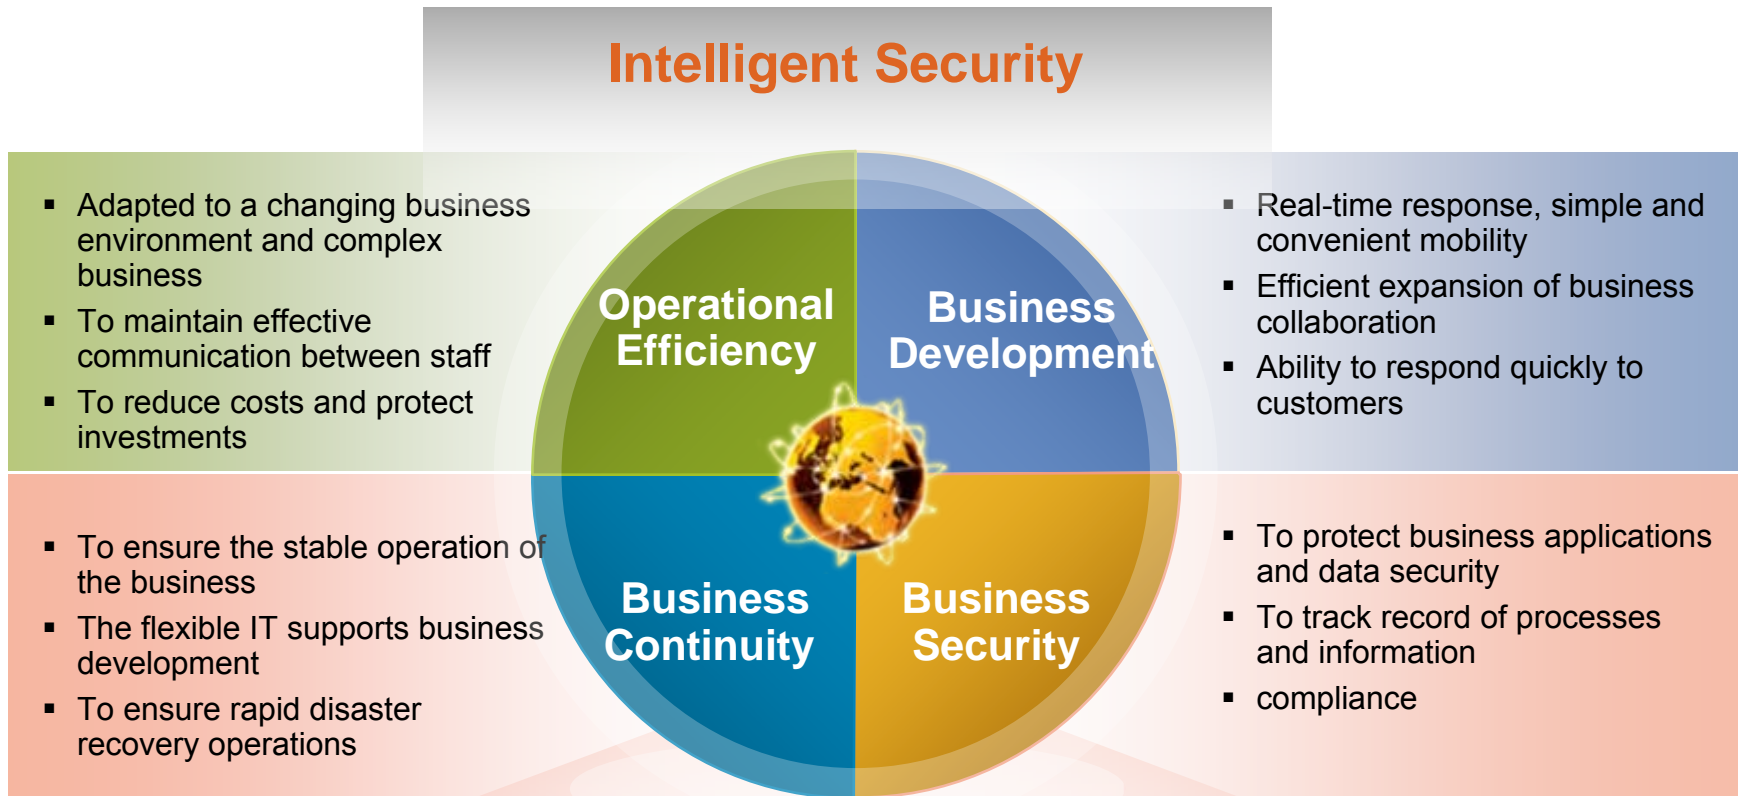 Intelligent Security
▪ Adapted to a changing business
environment and complex
business
▪ To maintain effective
communication between staff
▪ To reduce costs and protect
investments
Operational
Efficiency
Business
Development
▪ Real-time response, simple and
convenient mobility
▪ Efficient expansion of business
collaboration
▪ Ability to respond quickly to
customers
▪ To ensure the stable operation of
the business
▪ The flexible IT supports business
development
▪ To ensure rapid disaster
recovery operations
Business
Continuity
Business
Security
▪ To protect business applications
and data security
▪ To track record of processes
and information
▪ compliance